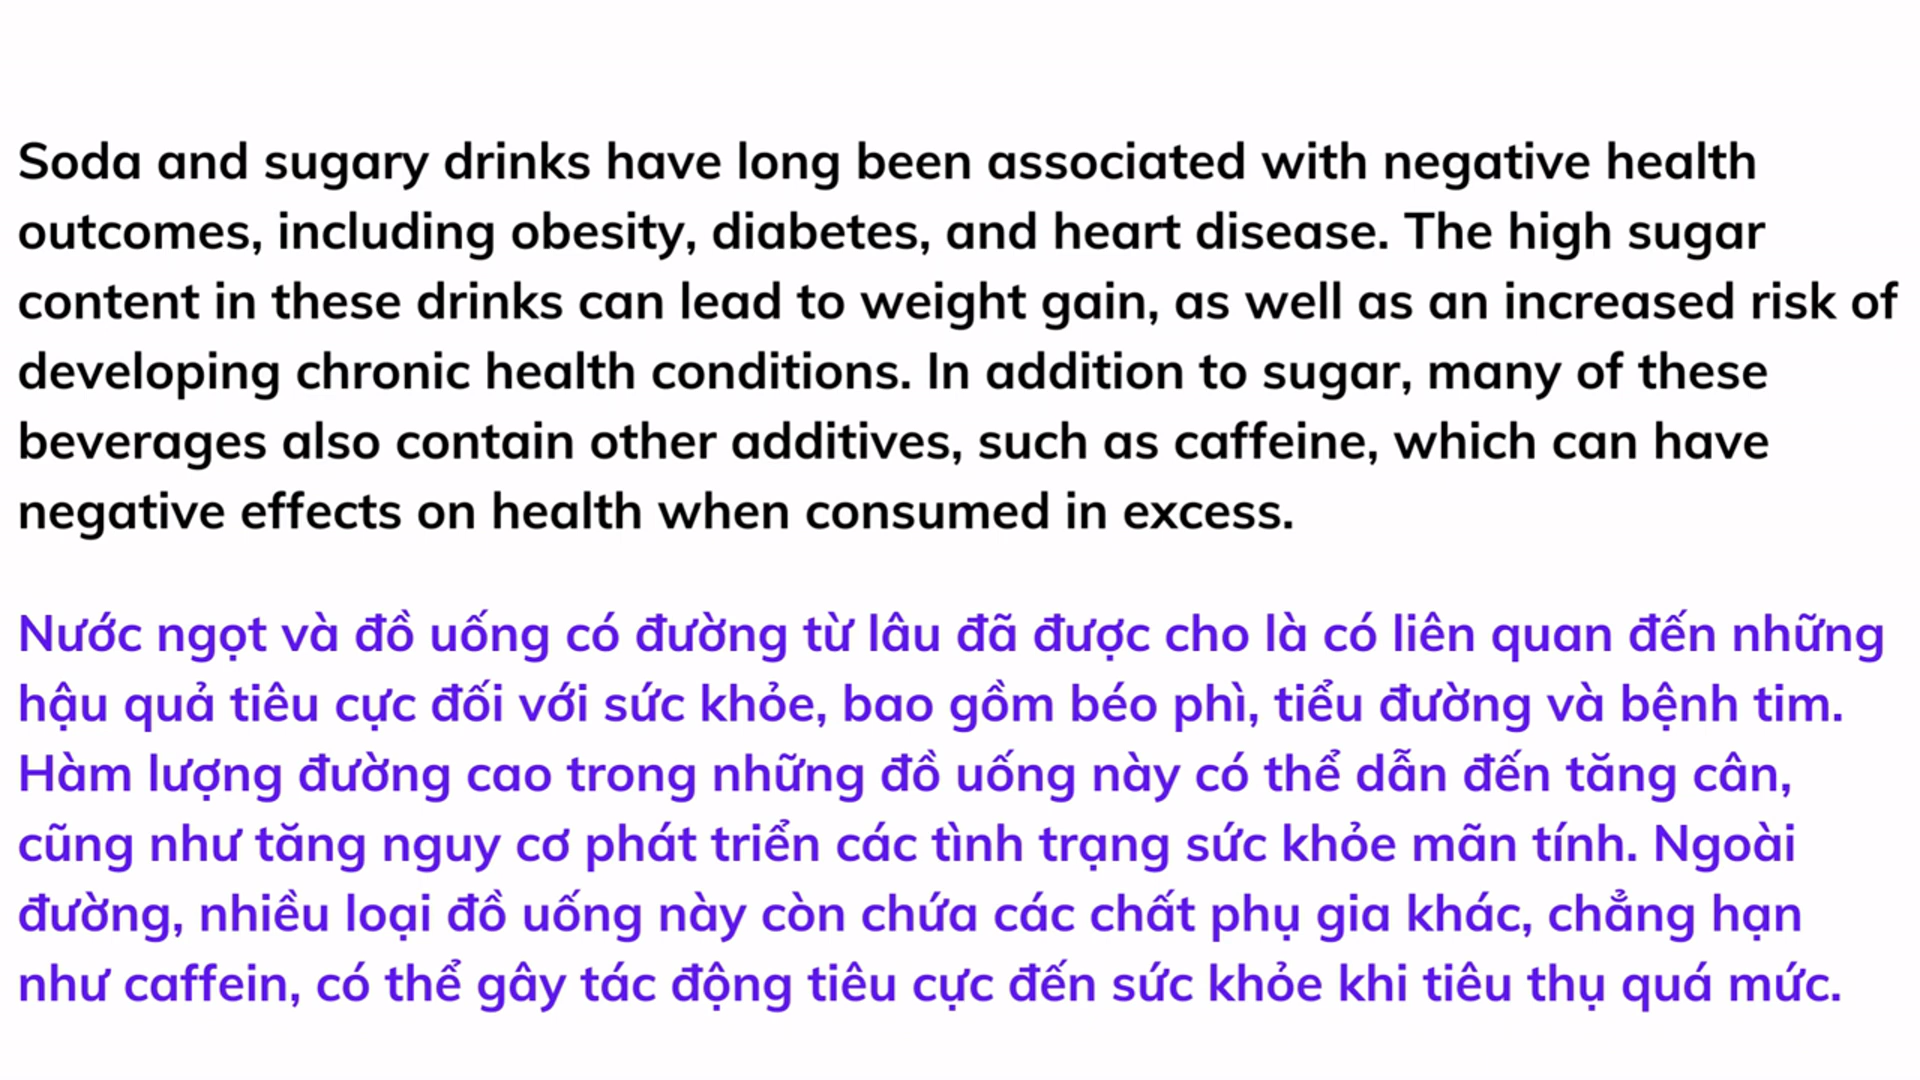 Soda and sugary drinks have long been associated with negative health
outcomes, including obesity, diabetes, and heart disease. The high sugar
content in these drinks can lead to weight gain, as well as an increased risk of
developing chronic health conditions. In addition to sugar, many of these
beverages also contain other additives, such as caffeine, which can have
negative effects on health when consumed in excess.
Nước ngọt và đồ uống có đường từ lâu đã được cho là có liên quan đến những
hậu quả tiêu cực đối với sức khỏe, bao gồm béo phì, tiểu đường và bệnh tim.
Hàm lượng đường cao trong những đồ uống này có thể dẫn đến tăng cân,
cũng như tăng nguy cơ phát triển các tình trạng sức khỏe mãn tính. Ngoài
đường, nhiều loại đồ uống này còn chứa các chất phụ gia khác, chẳng hạn
như caffein, có thể gây tác động tiêu cực đến sức khỏe khi tiêu thụ quá mức.